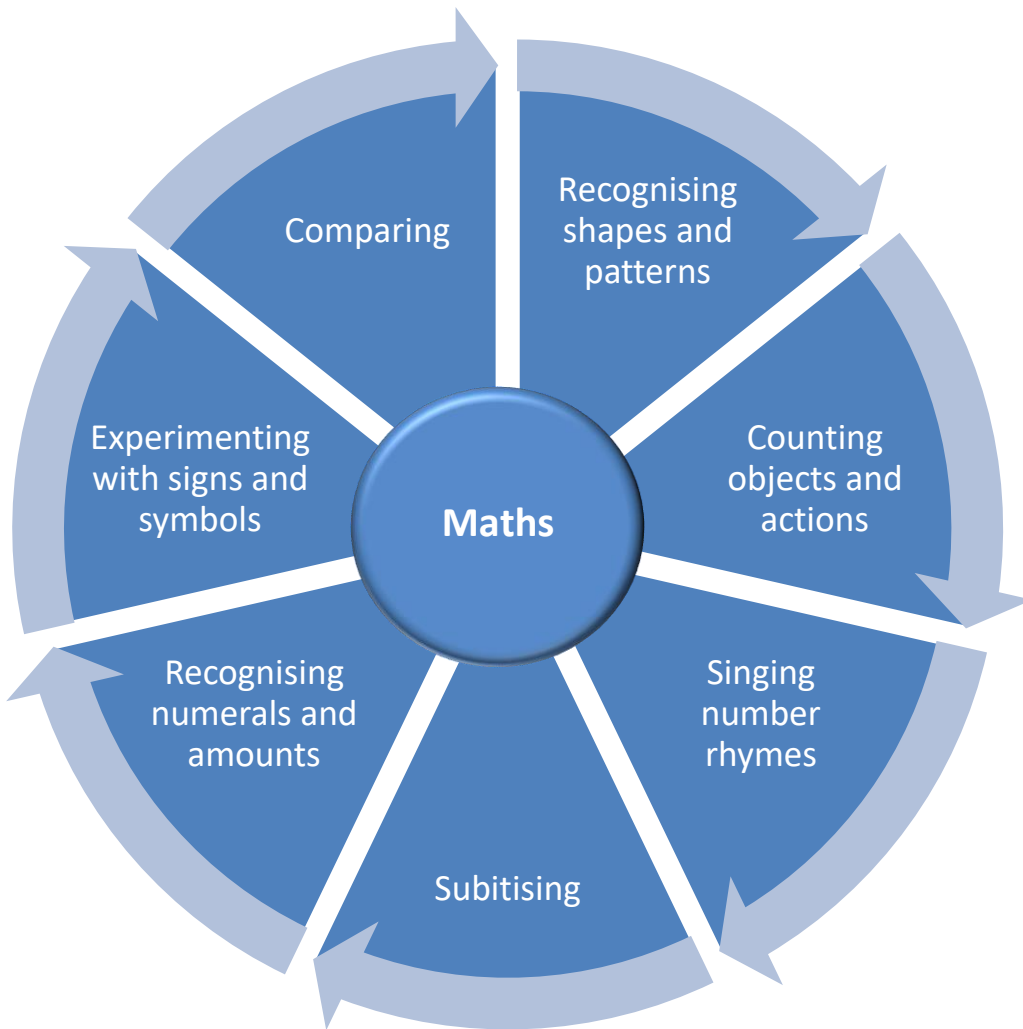 Comparing
Recognising
shapes and
patterns
Counting
objects and
actions
Singing
number
rhymes
Subitising
Recognising
numerals and
amounts
Experimenting
with signs and
symbols
Maths